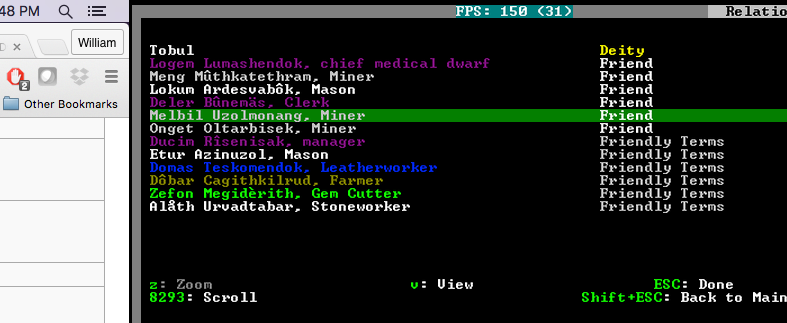 48 PM
FPS: 150 (31)
Relatio
D
William
2
Other Bookmarks
Tobul Deity
Logem Lumashendok, chief medical dwarf Friend
Meng Mûthkatethram, Miner Friend
Lokum Ardesvabôk, Mason Friend
Deler Bûnemäs, Clerk Friend
Melbil Uzolmonang, Miner Friend
Onget Oltarbisek, Miner Friend
Ducim Rîsenisak, manager Friendly Terms
Etur Azinuzol, Mason Friendly Terms
Domas Teskomendok, Leatherworker Friendly Terms
Dôbar Cagithkilrud, Farmer Friendly Terms
Zefon Megidèrith, Gem Cutter Friendly Terms
Alåth Urvadtabar, Stoneworker Friendly Terms
z: Zoom v: View ESC: Done
8293: Scroll Shift+ESC: Back to Main